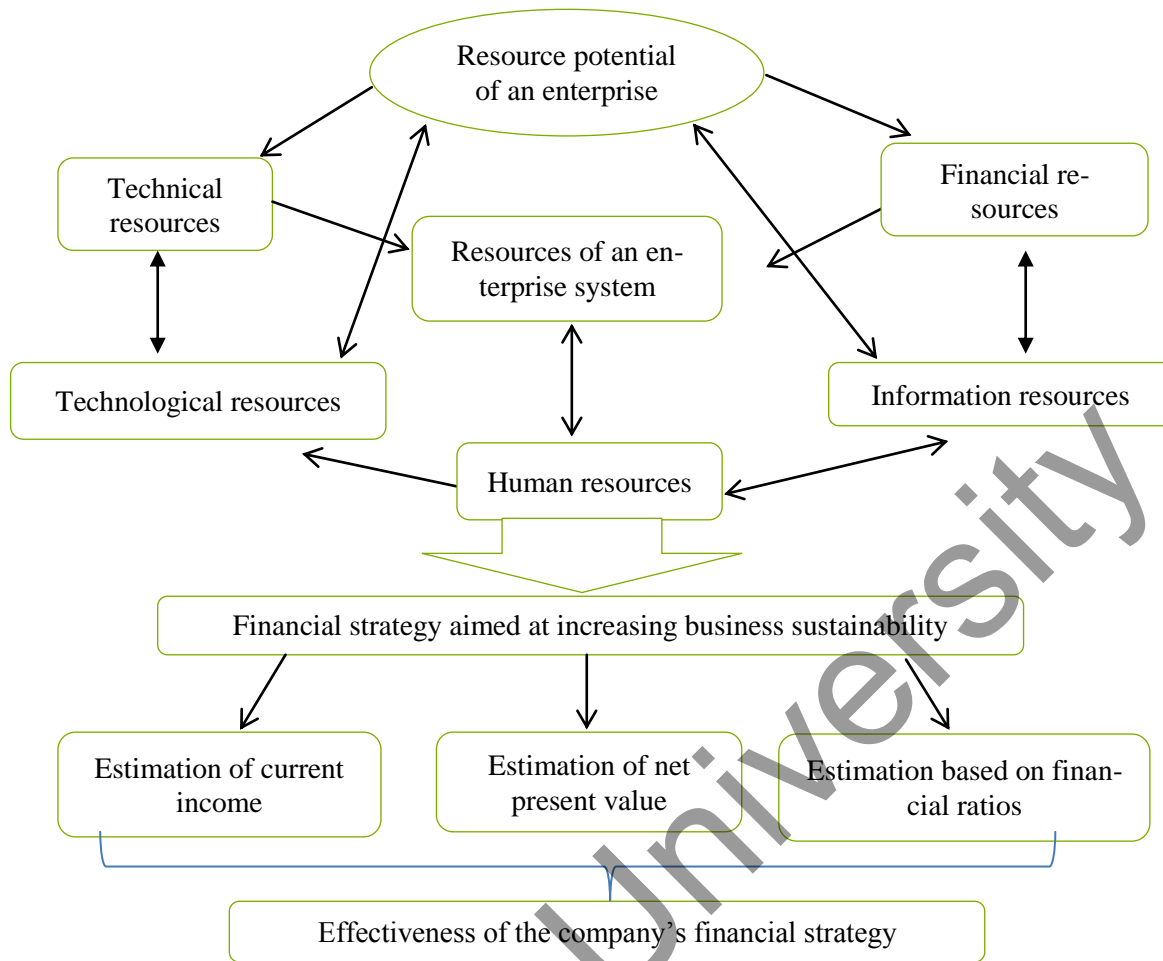 Resource potential
of an enterprise
Technical
resources
Financial re-
sources
Resources of an en-
terprise system
Technological resources
Information resources
Human resources
Financial strategy aimed at increasing business sustainability
Estimation of current
income
Estimation of net
present value
Estimation based on finan-
cial ratios
Effectiveness of the company’s financial strategy
University